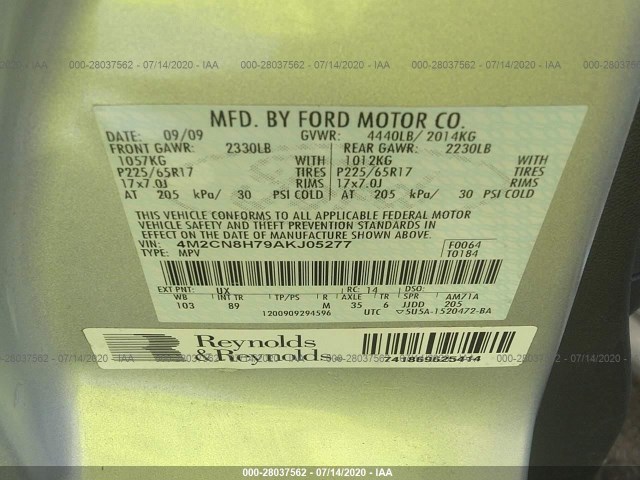 000-28037562 - 07/14/2020 - IAA 000-28037562 - 07/14/2020 - IAA 000-28037562 - 07/14/2020 - IAA
MFD. BY FORD MOTOR CO.
DATE: 09/09 GVWR: 4440LB/ 2014KG
FRONT GAWR: 2330LB REAR GAWR: 2230LB
1057KG WITH 1012KG WITH
P225/65R17 TIRES P225/65R17 TIRES
17x7.0J RIMS 17x7.0J RIMS
AT 205 kPa/ 30 PSI COLD AT 205 kPa/ 30 PSI COLD
THIS VEHICLE CONFORMS TO ALL APPLICABLE FEDERAL MOTOR
VEHICLE SAFETY AND THEFT PREVENTION STANDARDS
IN EFFECT ON THE DATE OF MANUFACTURE SHOWN ABOVE.
VIN: 4M2CN8H79AKJ05277 F0064
TYPE: MPV T01B4
EXT PNT: UX RC: 14 DSO:
WB INT TR TP/PS R AXLE TR SPR AM71A
103 89 M 35 6 JJDD 205
1200909294596 UTC 5U5A-1520472-BA
Reynolds
&Reynolds
741869625414
000-28037562 - 07/14/2020 - IAA 000-28037562 - 07/14/2020 - IAA 000-28037562 - 07/14/2020 - IAA